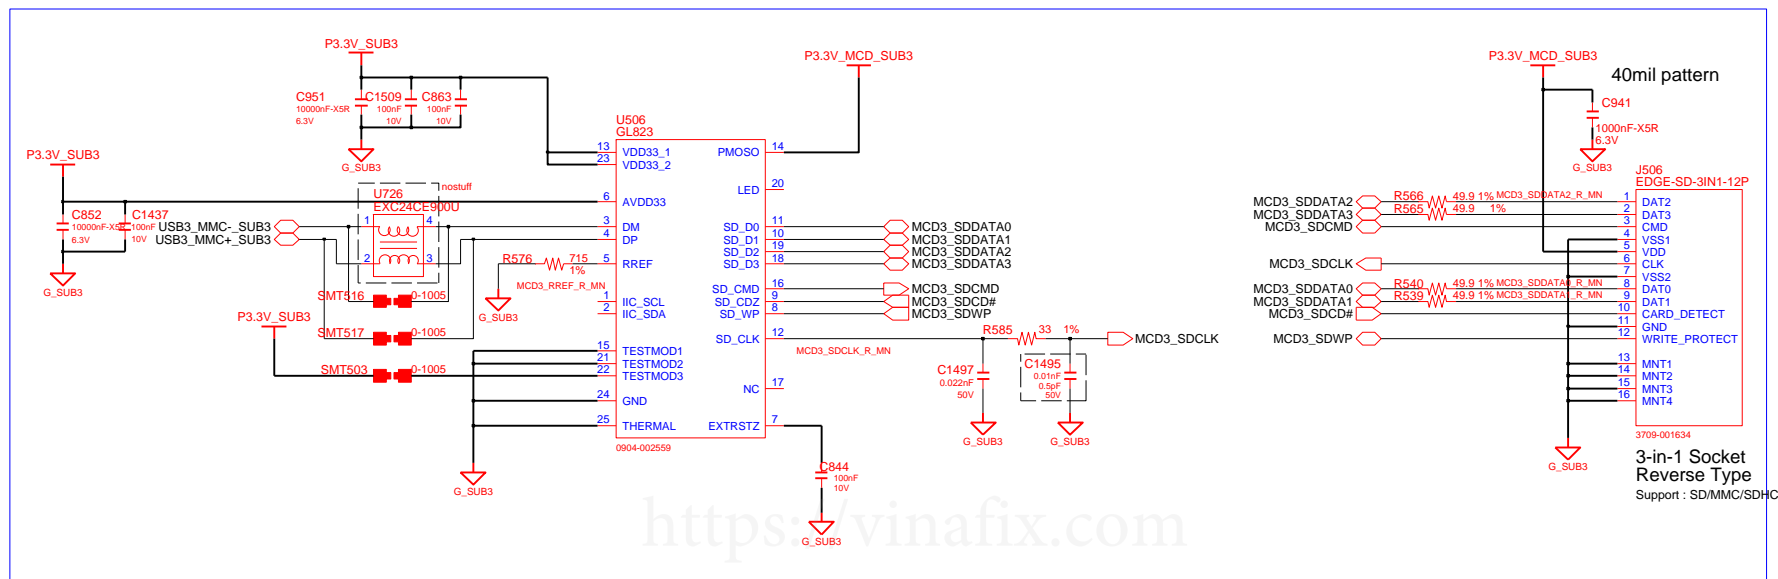 P3.3V_SUB3
C951
10000nF-X5R
6.3V
C1509
100nF
10V
C863
100nF
10V
G_SUB3
P3.3V_SUB3
C852
10000nF-X5R
6.3V
C1437
100nF
10V
G_SUB3
USB3_MMC-_SUB3
USB3_MMC+_SUB3
nostuff
U726
EXC24CE900U
1
4
2
3
SMT516
0-1005
P3.3V_SUB3
SMT517
0-1005
SMT503
0-1005
R576
715
1%
MCD3_RREF_R_MN
G_SUB3
G_SUB3
U506
GL823
13 VDD33_1
23 VDD33_2
6 AVDD33
3 DM
4 DP
5 RREF
1 IIC_SCL
2 IIC_SDA
15 TESTMOD1
21 TESTMOD2
22 TESTMOD3
24 GND
25 THERMAL
PMOSO 14
LED 20
SD_D0 11 MCD3_SDDATA0
SD_D1 10 MCD3_SDDATA1
SD_D2 19 MCD3_SDDATA2
SD_D3 18 MCD3_SDDATA3
SD_CMD 16 MCD3_SDCMD
SD_CDZ 9 MCD3_SDCD#
SD_WP 8 MCD3_SDWP
SD_CLK 12
NC 17
EXTRSTZ 7
0904-002559
P3.3V_MCD_SUB3
MCD3_SDCLK_R_MN
R585 33 1%
MCD3_SDCLK
C1497
0.022nF
50V
G_SUB3
C1495
0.01nF
0.5pF
50V
G_SUB3
C844
100nF
10V
G_SUB3
P3.3V_MCD_SUB3
40mil pattern
C941
1000nF-X5R
6.3V
G_SUB3
J506
EDGE-SD-3IN1-12P
MCD3_SDDATA2 R566 49.9 1% MCD3_SDDATA2_R_MN 1 DAT2
MCD3_SDDATA3 R565 49.9 1% 2 DAT3
MCD3_SDCMD 3 CMD
4 VSS1
5 VDD
MCD3_SDCLK 6 CLK
7 VSS2
MCD3_SDDATA0 R540 49.9 1% MCD3_SDDATA0_R_MN 8 DAT0
MCD3_SDDATA1 R539 49.9 1% MCD3_SDDATA1_R_MN 9 DAT1
MCD3_SDCD# 10 CARD_DETECT
11 GND
MCD3_SDWP 12 WRITE_PROTECT
13 MNT1
14 MNT2
15 MNT3
16 MNT4
G_SUB3
3709-001634
3-in-1 Socket
Reverse Type
Support : SD/MMC/SDHC
https://vinafix.com